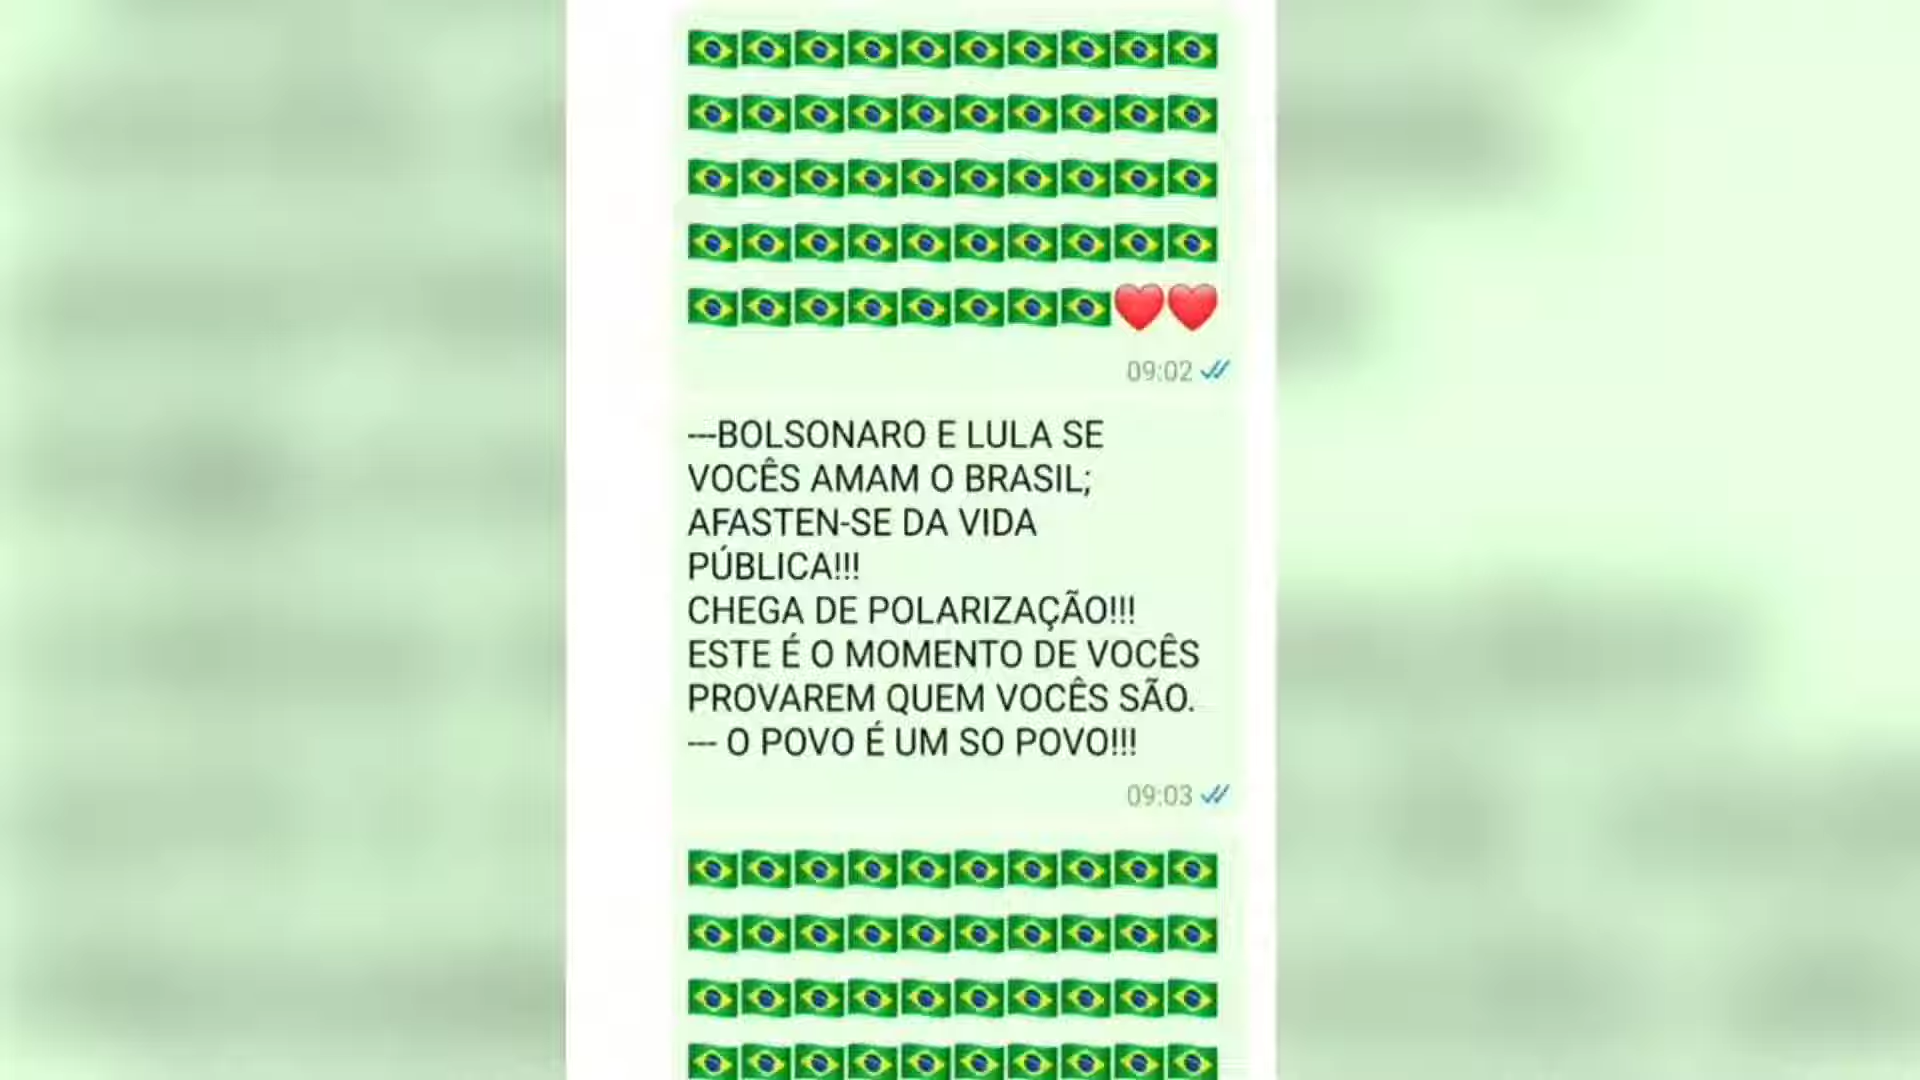 🇧🇷🇧🇷🇧🇷🇧🇷🇧🇷🇧🇷🇧🇷🇧🇷🇧🇷🇧🇷
🇧🇷🇧🇷🇧🇷🇧🇷🇧🇷🇧🇷🇧🇷🇧🇷🇧🇷🇧🇷
🇧🇷🇧🇷🇧🇷🇧🇷🇧🇷🇧🇷🇧🇷🇧🇷🇧🇷🇧🇷
🇧🇷🇧🇷🇧🇷🇧🇷🇧🇷🇧🇷🇧🇷🇧🇷🇧🇷🇧🇷
🇧🇷🇧🇷🇧🇷🇧🇷🇧🇷🇧🇷🇧🇷🇧🇷❤️❤️
09:02
---BOLSONARO E LULA SE
VOCÊS AMAM O BRASIL;
AFASTEN-SE DA VIDA
PÚBLICA!!!
CHEGA DE POLARIZAÇÃO!!!
ESTE É O MOMENTO DE VOCÊS
PROVAREM QUEM VOCÊS SÃO.
--- O POVO É UM SO POVO!!!
09:03
🇧🇷🇧🇷🇧🇷🇧🇷🇧🇷🇧🇷🇧🇷🇧🇷🇧🇷🇧🇷
🇧🇷🇧🇷🇧🇷🇧🇷🇧🇷🇧🇷🇧🇷🇧🇷🇧🇷🇧🇷
🇧🇷🇧🇷🇧🇷🇧🇷🇧🇷🇧🇷🇧🇷🇧🇷🇧🇷🇧🇷
🇧🇷🇧🇷🇧🇷🇧🇷🇧🇷🇧🇷🇧🇷🇧🇷🇧🇷🇧🇷